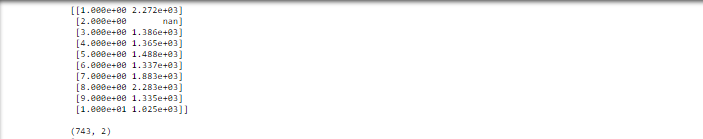 [[1.000e+00 2.272e+03]
[2.000e+00 nan]
[3.000e+00 1.386e+03]
[4.000e+00 1.365e+03]
[5.000e+00 1.488e+03]
[6.000e+00 1.337e+03]
[7.000e+00 1.883e+03]
[8.000e+00 2.283e+03]
[9.000e+00 1.335e+03]
[1.000e+01 1.025e+03]]
(743, 2)